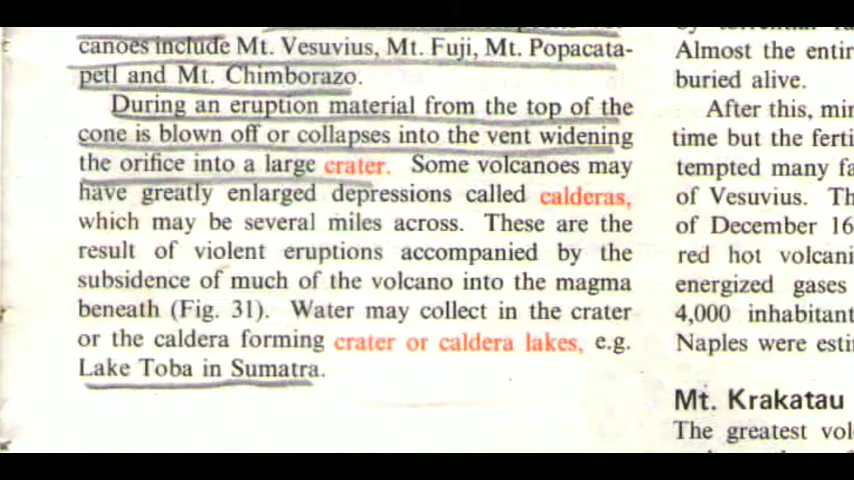 canoes include Mt. Vesuvius, Mt. Fuji, Mt. Popacata-
petl and Mt. Chimborazo.
During an eruption material from the top of the
cone is blown off or collapses into the vent widening
the orifice into a large crater. Some volcanoes may
have greatly enlarged depressions called calderas,
which may be several miles across. These are the
result of violent eruptions accompanied by the
subsidence of much of the volcano into the magma
beneath (Fig. 31). Water may collect in the crater
or the caldera forming crater or caldera lakes, e.g.
Lake Toba in Sumatra.
Almost the entir
buried alive.
After this, min
time but the ferti
tempted many fa
of Vesuvius. Th
of December 16
red hot volcani
energized gases
4,000 inhabitant
Naples were esti
Mt. Krakatau
The greatest vol